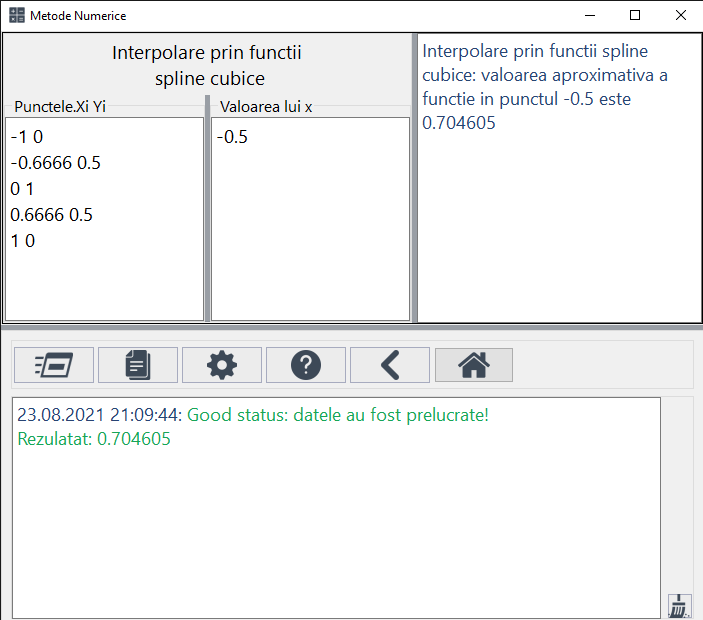 Metode Numerice
Interpolare prin functii
spline cubice
Punctele.Xi Yi
-1 0
-0.6666 0.5
0 1
0.6666 0.5
1 0
Valoarea lui x
-0.5
Interpolare prin functii spline
cubice: valoarea aproximativa a
functie in punctul -0.5 este
0.704605
23.08.2021 21:09:44: Good status: datele au fost prelucrate!
Rezulatat: 0.704605